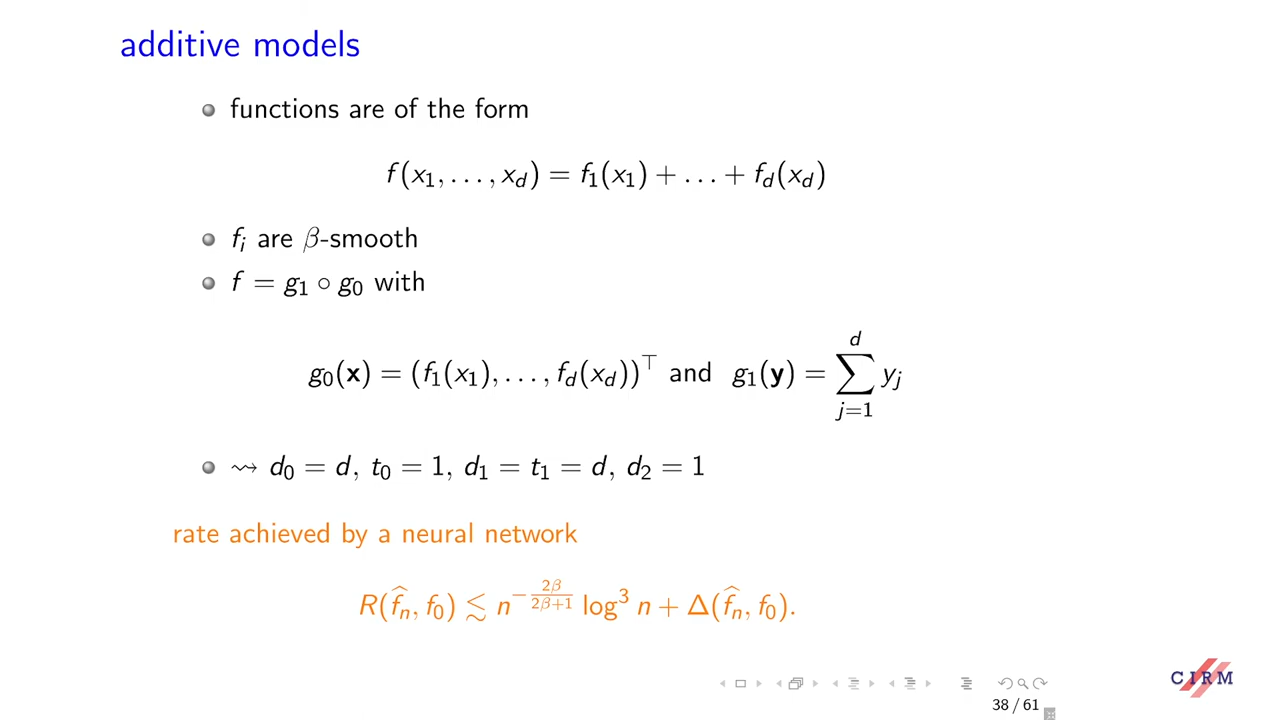 additive models
functions are of the form
f(x₁, . . . , x_d) = f₁(x₁) + . . . + f_d(x_d)
f_i are β-smooth
f = g₁ ∘ g₀ with
g₀(𝐱) = (f₁(x₁), . . . , f_d(x_d))^⊤ and g₁(𝐲) = ∑_{j=1}^{d} y_j
⇝ d₀ = d, t₀ = 1, d₁ = t₁ = d, d₂ = 1
rate achieved by a neural network
R(f̂_n, f₀) ≲ n^{−\frac{2β}{2β+1}} log³ n + Δ(f̂_n, f₀).
CIRM
38 / 61